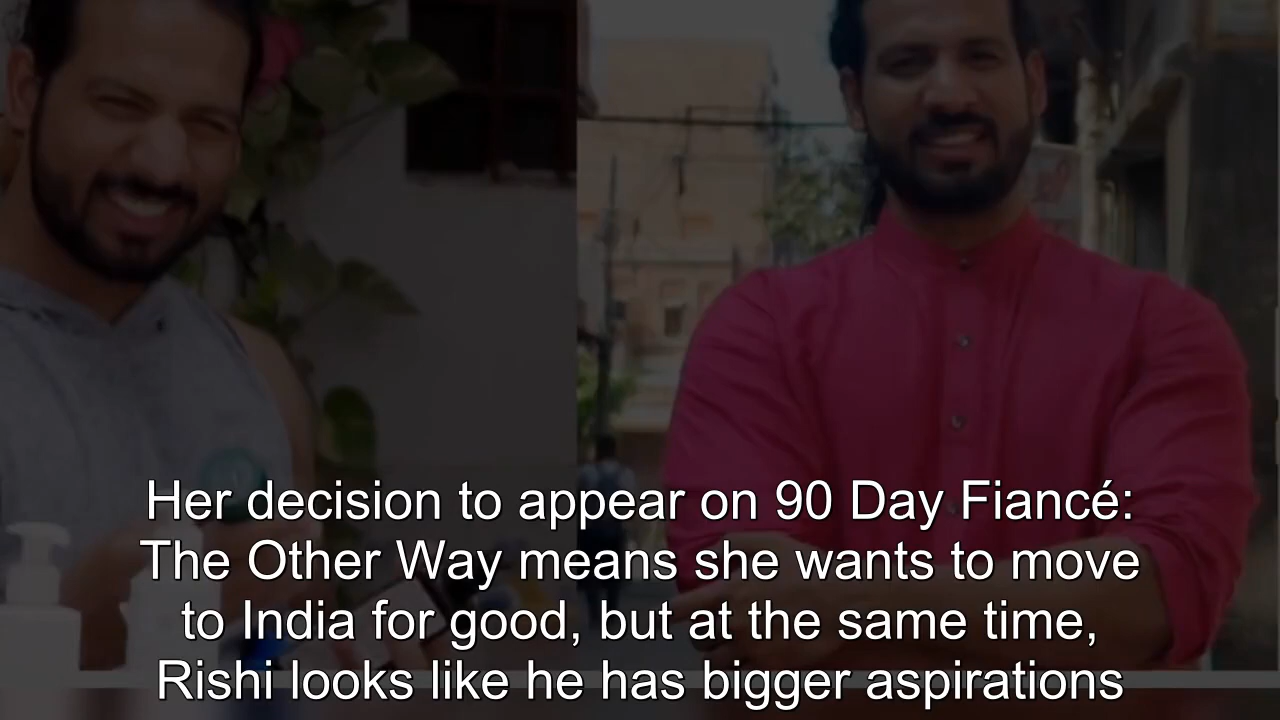 Her decision to appear on 90 Day Fiancé:
The Other Way means she wants to move
to India for good, but at the same time,
Rishi looks like he has bigger aspirations